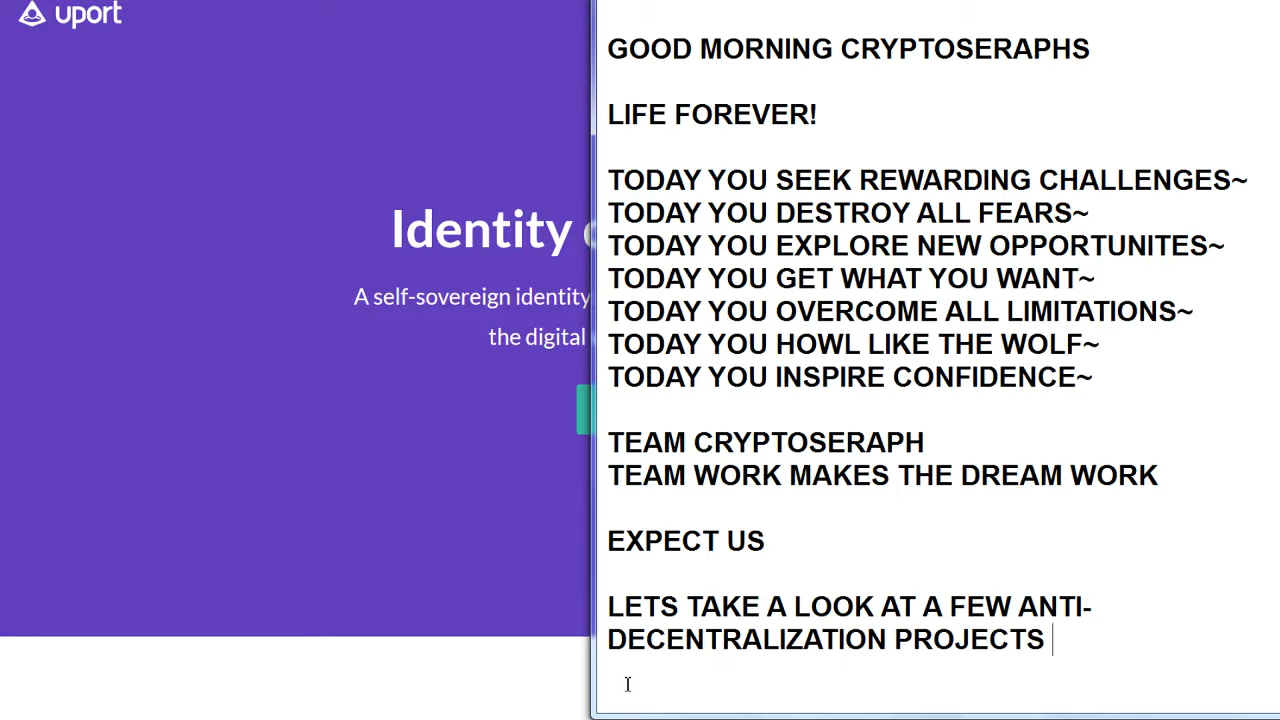 uport
Identity
A self-sovereign identity
the digital
GOOD MORNING CRYPTOSERAPHS
LIFE FOREVER!
TODAY YOU SEEK REWARDING CHALLENGES~
TODAY YOU DESTROY ALL FEARS~
TODAY YOU EXPLORE NEW OPPORTUNITES~
TODAY YOU GET WHAT YOU WANT~
TODAY YOU OVERCOME ALL LIMITATIONS~
TODAY YOU HOWL LIKE THE WOLF~
TODAY YOU INSPIRE CONFIDENCE~
TEAM CRYPTOSERAPH
TEAM WORK MAKES THE DREAM WORK
EXPECT US
LETS TAKE A LOOK AT A FEW ANTI-
DECENTRALIZATION PROJECTS